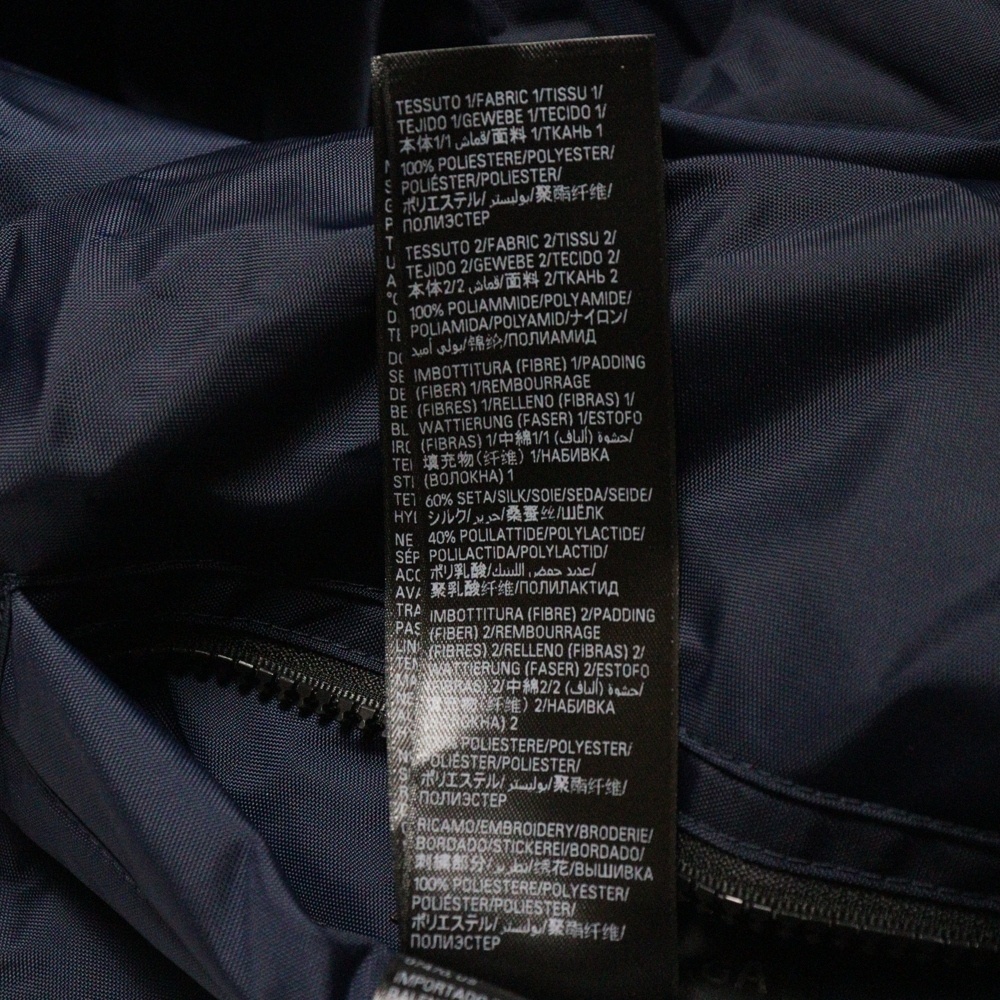 TESSUTO 1/FABRIC 1/TISSU 1/
TEJIDO 1/GEWEBE 1/TECIDO 1/
本体1/1 قماش/面料 1/ТКАНЬ 1
100% POLIESTERE/POLYESTER/
POLIÉSTER/POLIESTER/
ポリエステル/بوليستر/聚酯纤维/
ПОЛИЭСТЕР
TESSUTO 2/FABRIC 2/TISSU 2/
TEJIDO 2/GEWEBE 2/TECIDO 2/
本体2/2 قماش/面料 2/ТКАНЬ 2
100% POLIAMMIDE/POLYAMIDE/
POLIAMIDA/POLYAMID/ナイロン/
بولي أميد/锦纶/ПОЛИАМИД
IMBOTTITURA (FIBRE) 1/PADDING
(FIBER) 1/REMBOURRAGE
(FIBRES) 1/RELLENO (FIBRAS) 1/
WATTIERUNG (FASER) 1/ESTOFO
(FIBRAS) 1/中綿1/1 حشوة (ألياف)/
填充物(纤维) 1/НАБИВКА
(ВОЛОКНА) 1
60% SETA/SILK/SOIE/SEDA/SEIDE/
シルク/حرير/桑蚕丝/ШЁЛК
40% POLILATTIDE/POLYLACTIDE/
POLILACTIDA/POLYLACTID/
ポリ乳酸/عديد حمض اللبنيك/
聚乳酸纤维/ПОЛИЛАКТИД
IMBOTTITURA (FIBRE) 2/PADDING
(FIBER) 2/REMBOURRAGE
(FIBRES) 2/RELLENO (FIBRAS) 2/
WATTIERUNG (FASER) 2/ESTOFO
2/中綿2/2 حشوة (ألياف)/
2/НАБИВКА
2
POLIESTERE/POLYESTER/
POLIÉSTER/POLIESTER/
ポリエステル/بوليستر/聚酯纤维/
ПОЛИЭСТЕР
RICAMO/EMBROIDERY/BRODERIE/
BORDADO/STICKEREI/BORDADO/
刺繍部分/تطريز/绣花/ВЫШИВКА
100% POLIESTERE/POLYESTER/
POLIÉSTER/POLIESTER/
ポリエステル/بوليستر/聚酯纤维/
ПОЛИЭСТЕР
IMPORTADO